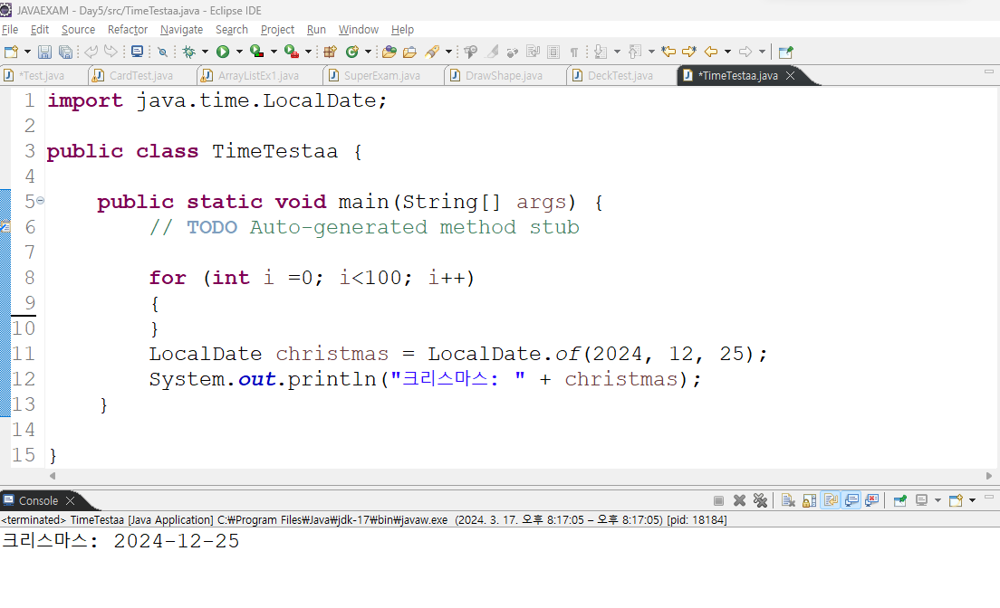 JAVAEXAM - Day5/src/TimeTestaa.java - Eclipse IDE
File Edit Source Refactor Navigate Search Project Run Window Help
*Test.java CardTest.java ArrayListEx1.java SuperExam.java DrawShape.java DeckTest.java *TimeTestaa.java
1 import java.time.LocalDate;
2
3 public class TimeTestaa {
4
5 public static void main(String[] args) {
6 // TODO Auto-generated method stub
7
8 for (int i =0; i<100; i++)
9 {
10 }
11 LocalDate christmas = LocalDate.of(2024, 12, 25);
12 System.out.println("크리스마스: " + christmas);
13 }
14
15 }
Console
<terminated> TimeTestaa [Java Application] C:₩Program Files₩Java₩jdk-17₩bin₩javaw.exe (2024. 3. 17. 오후 8:17:05 – 오후 8:17:05) [pid: 18184]
크리스마스: 2024-12-25